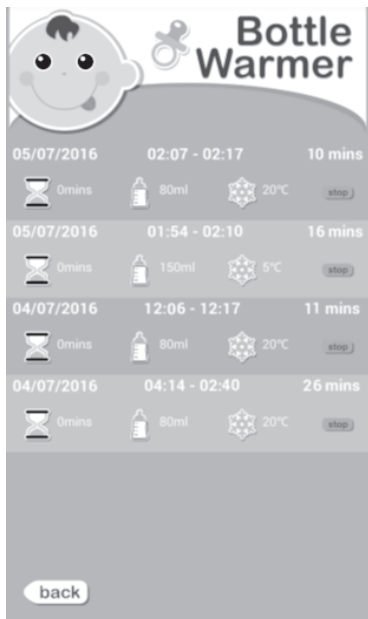 Bottle
Warmer
05/07/2016 02:07 - 02:17 10 mins
0mins 80ml 20°C stop
05/07/2016 01:54 - 02:10 16 mins
0mins 150ml 5°C stop
04/07/2016 12:06 - 12:17 11 mins
0mins 80ml 20°C stop
04/07/2016 04:14 - 02:40 26 mins
0mins 80ml 20°C stop
back